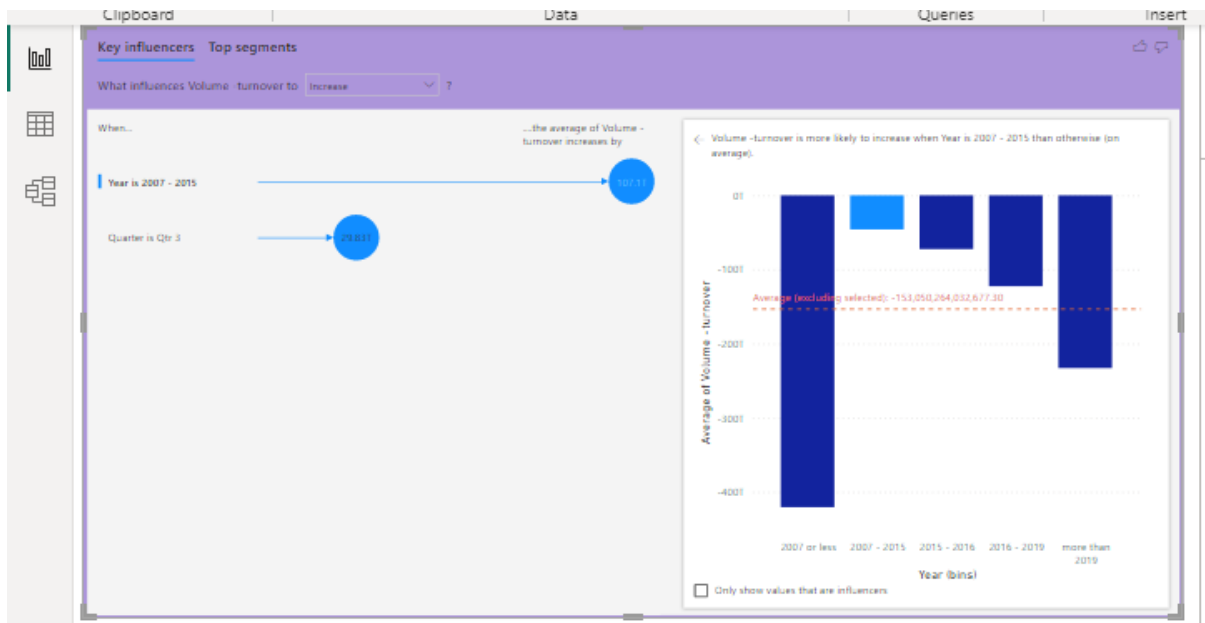 Clipboard
Data
Queries
Insert
Key influencers Top segments
What influences Volume -turnover to Increase ?
When...
...the average of Volume -
turnover increases by
Year is 2007 - 2015
107.1T
Quarter is Qtr 3
29.83T
Volume -turnover is more likely to increase when Year is 2007 - 2015 than otherwise (on
average).
0T
-100T
-200T
-300T
-400T
Average of Volume -turnover
Average (excluding selected): -153,050,264,032,677.30
2007 or less
2007 - 2015
2015 - 2016
2016 - 2019
more than
2019
Year (bins)
Only show values that are influencers